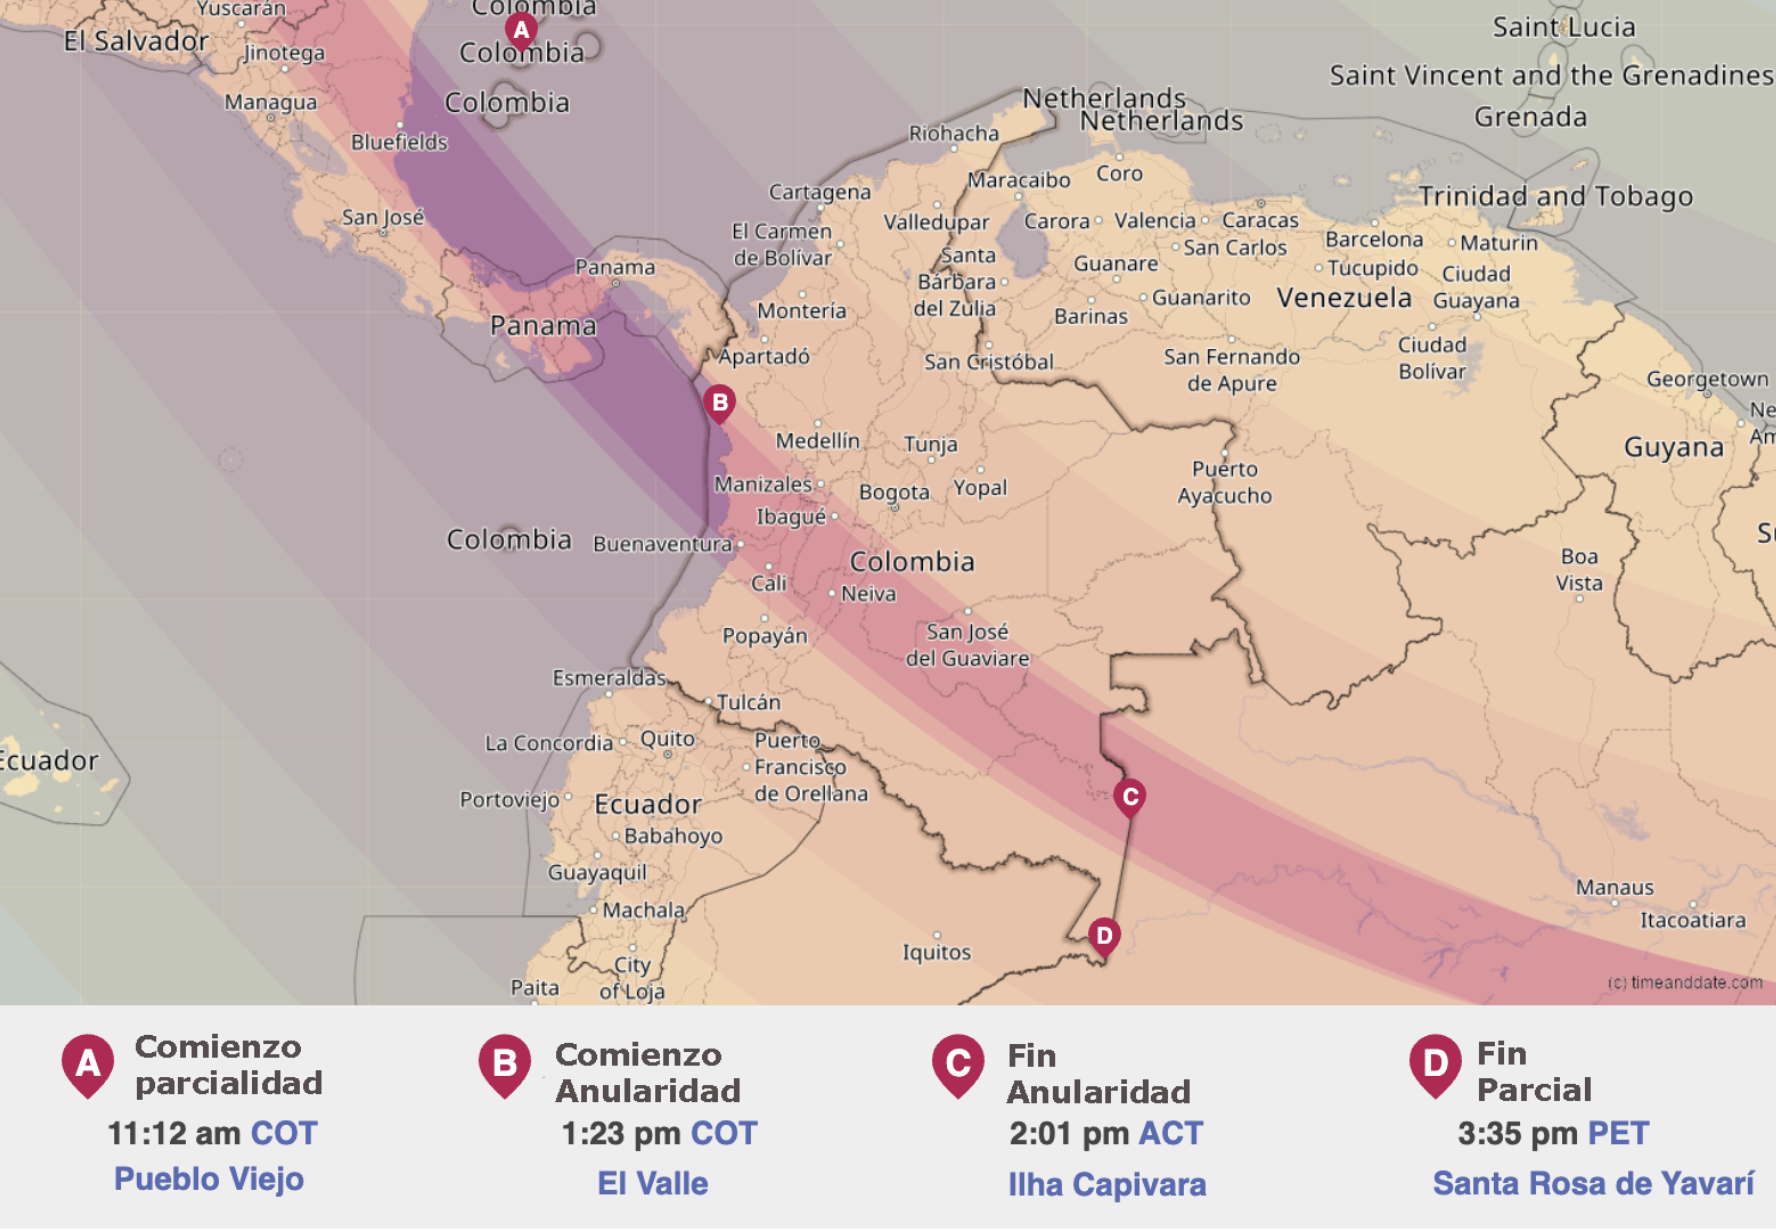 Yuscarán
Colombia
Saint Lucia
El Salvador
A
Jinotega
Colombia
Saint Vincent and the Grenadines
Managua
Colombia
Netherlands
Netherlands
Grenada
Bluefields
Riohacha
Maracaibo
Coro
Cartagena
Trinidad and Tobago
San José
Valledupar
Carora
Valencia
Caracas
El Carmen
de Bolívar
San Carlos
Barcelona
Maturin
Panama
Santa
Bárbara
del Zulia
Guanare
Tucupido
Ciudad
Guayana
Montería
Barinas
Guanarito
Venezuela
Panama
Apartadó
San Cristóbal
San Fernando
de Apure
Ciudad
Bolívar
Georgetown
B
Ne
Am
Medellín
Tunja
Guyana
Manizales
Bogota
Yopal
Puerto
Ayacucho
Ibagué
Colombia
Buenaventura
Colombia
Boa
Vista
Cali
Neiva
Popayán
San José
del Guaviare
Esmeraldas
Tulcán
La Concordia
Quito
Puerto
Francisco
de Orellana
Ecuador
Portoviejo
Ecuador
C
Babahoyo
Guayaquil
Manaus
Machala
Itacoatiara
D
Iquitos
City
of Loja
Paita
(c) timeanddate.com
A Comienzo
parcialidad
11:12 am COT
Pueblo Viejo
B Comienzo
Anularidad
1:23 pm COT
El Valle
C Fin
Anularidad
2:01 pm ACT
Ilha Capivara
D Fin
Parcial
3:35 pm PET
Santa Rosa de Yavarí